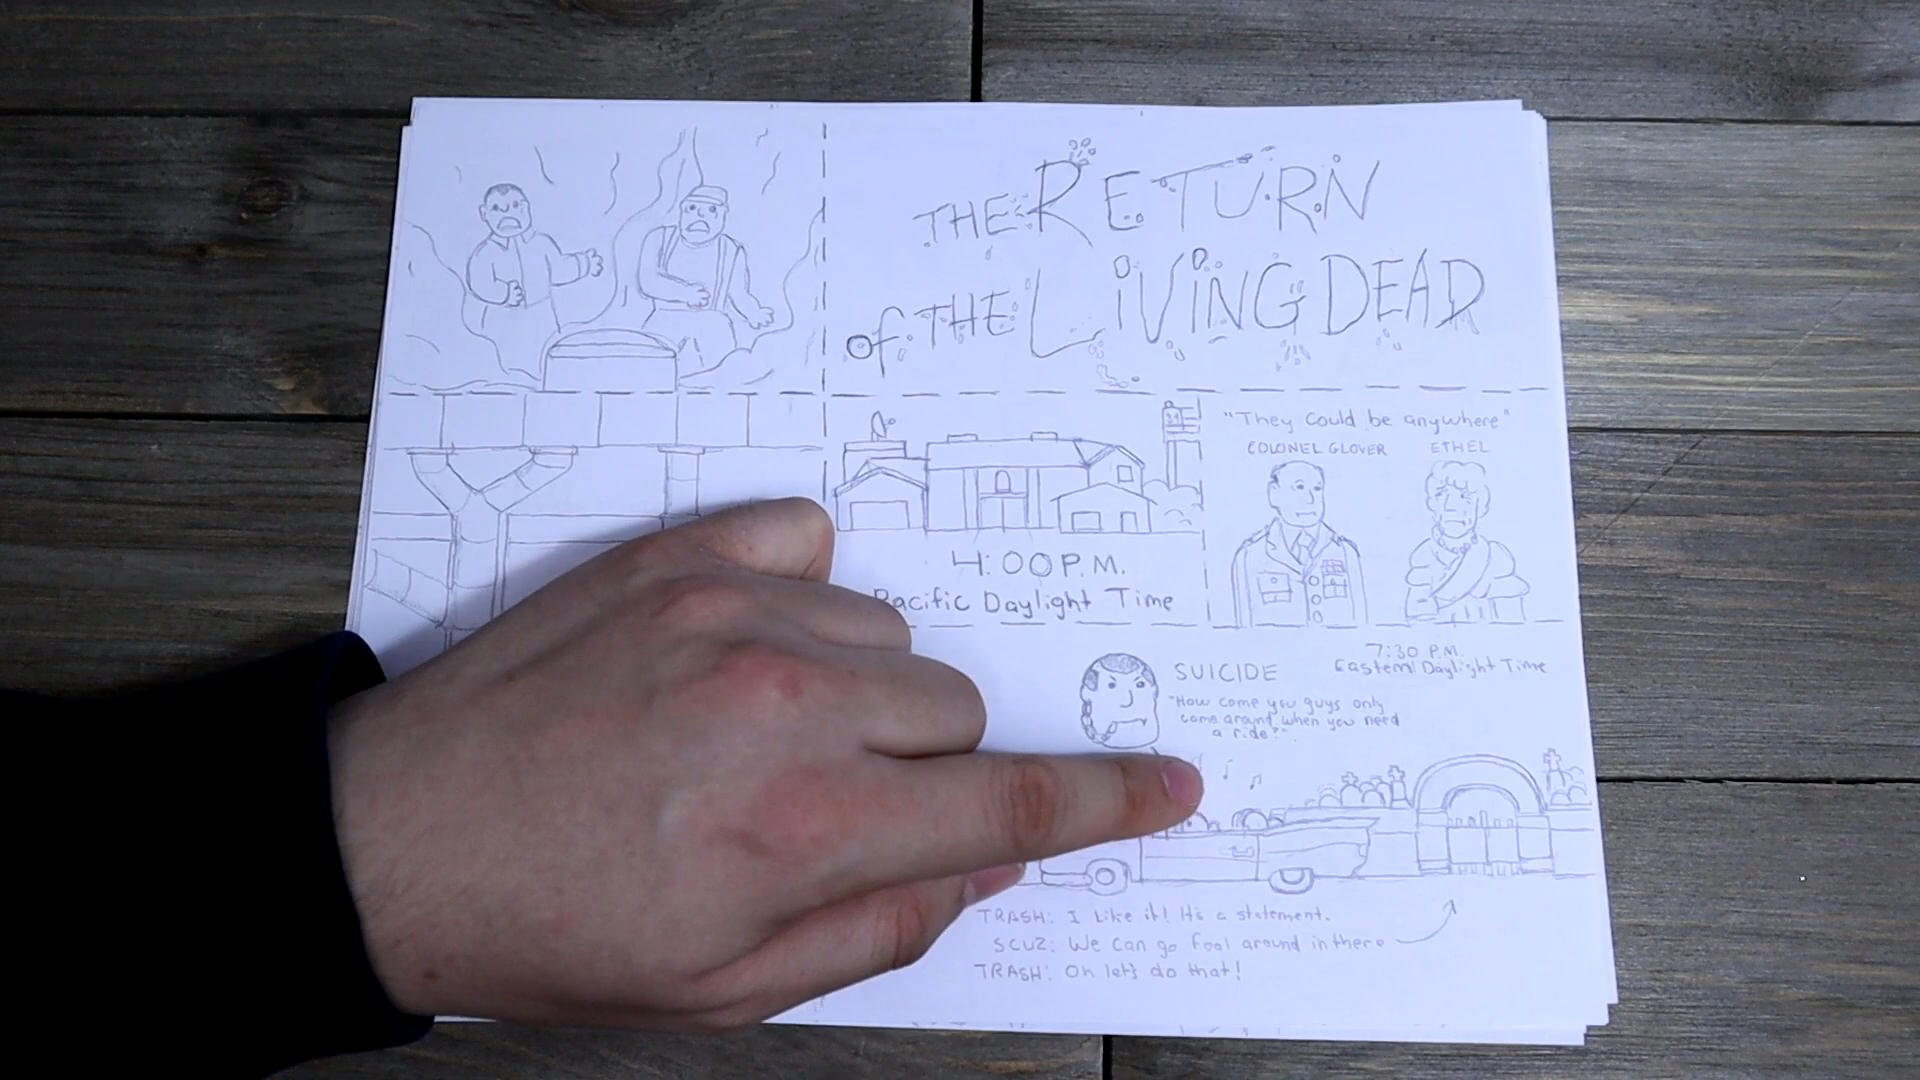 THE RETURN
of THE LiViNG DEAD
"They could be anywhere"
COLONEL GLOVER
ETHEL
4:00 P.M.
Pacific Daylight Time
7:30 P.M.
Eastern Daylight Time
SUICIDE
"How come you guys only
come around when you need
a ride?"
TRASH: I Like it! It's a statement.
SCUZ: We can go fool around in there
TRASH: Oh let's do that!